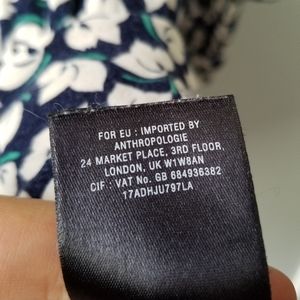 FOR EU : IMPORTED BY
ANTHROPOLOGIE
24 MARKET PLACE, 3RD FLOOR,
LONDON, UK W1W8AN
CIF : VAT No. GB 684936382
17ADHJU797LA